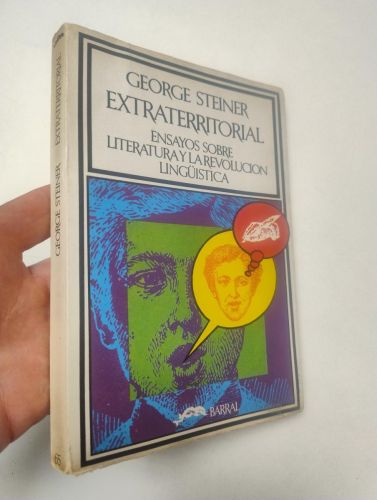 GEORGE STEINER
EXTRATERRITORIAL
ENSAYOS SOBRE
LITERATURA Y LA REVOLUCION
LINGÜISTICA
BARRAL
GEORGE STEINER EXTRATERRITORIAL